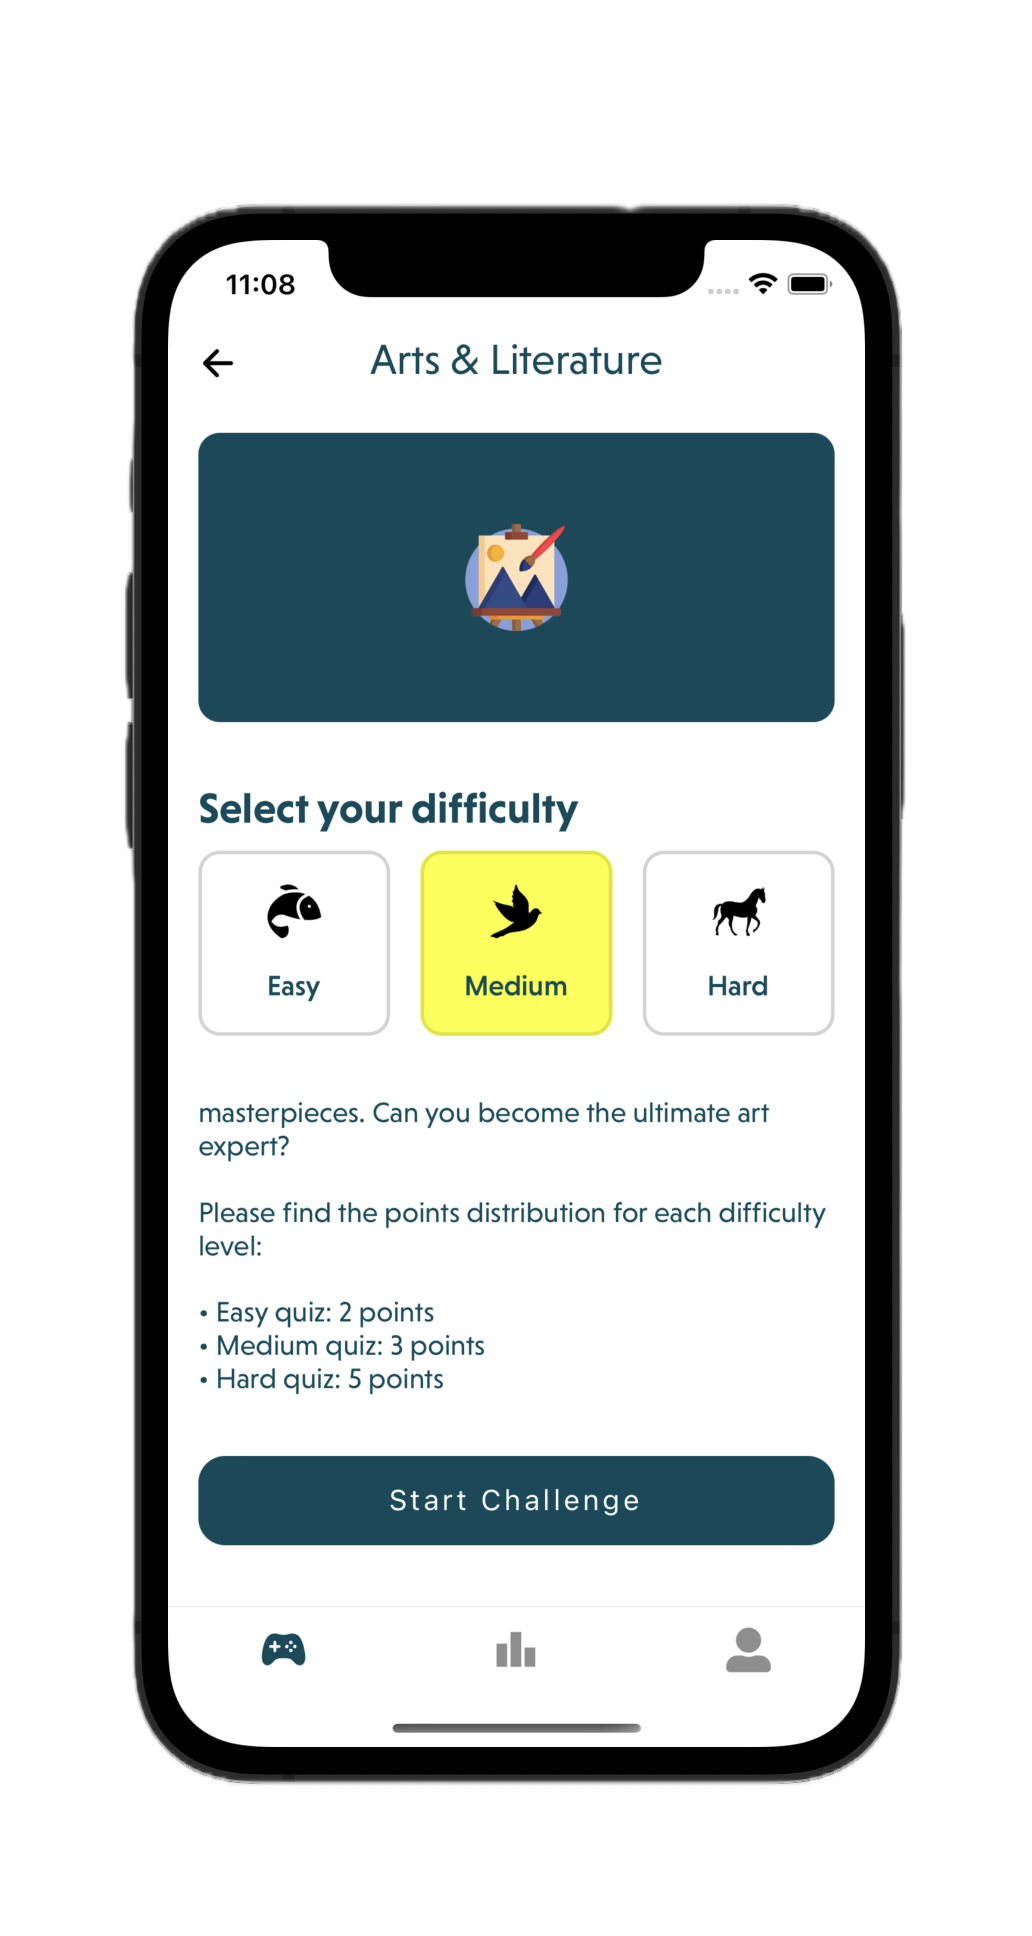 11:08
Arts & Literature
Select your difficulty
Easy
Medium
Hard
masterpieces. Can you become the ultimate art
expert?
Please find the points distribution for each difficulty
level:
• Easy quiz: 2 points
• Medium quiz: 3 points
• Hard quiz: 5 points
Start Challenge